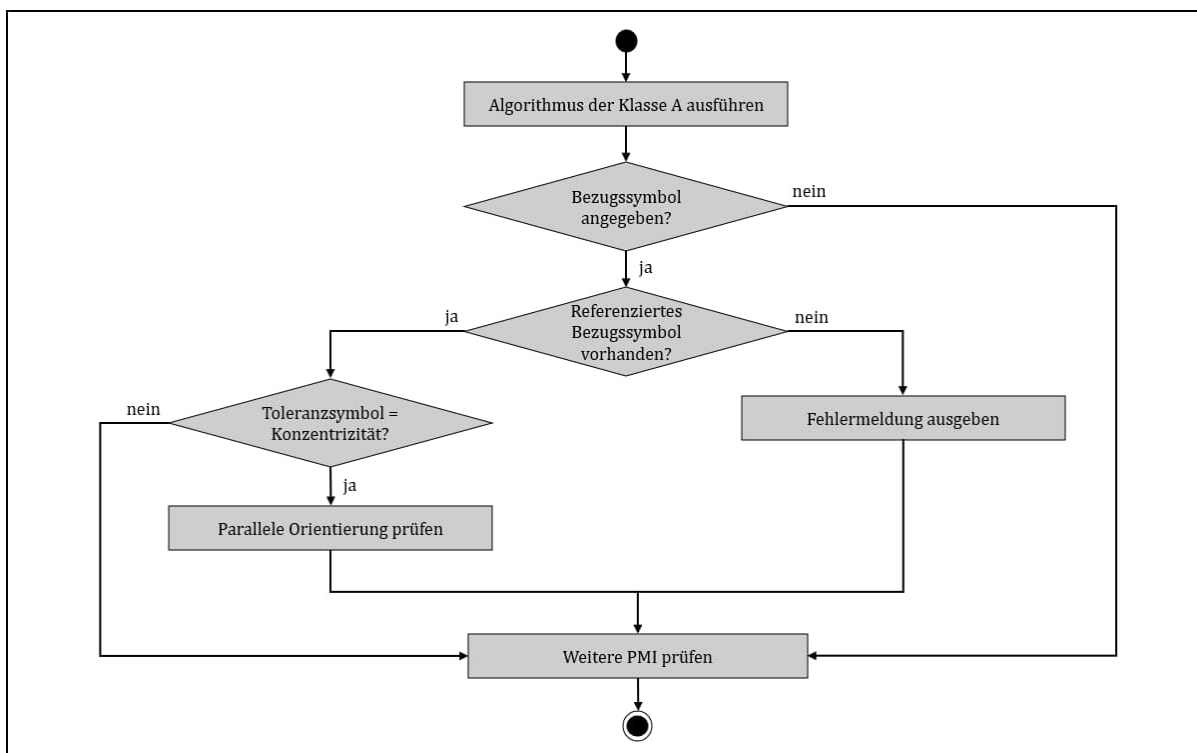 Algorithmus der Klasse A ausführen
Bezugssymbol
angegeben?
nein
ja
Referenziertes
Bezugssymbol
vorhanden?
ja
nein
Toleranzsymbol =
Konzentrizität?
nein
ja
Fehlermeldung ausgeben
Parallele Orientierung prüfen
Weitere PMI prüfen